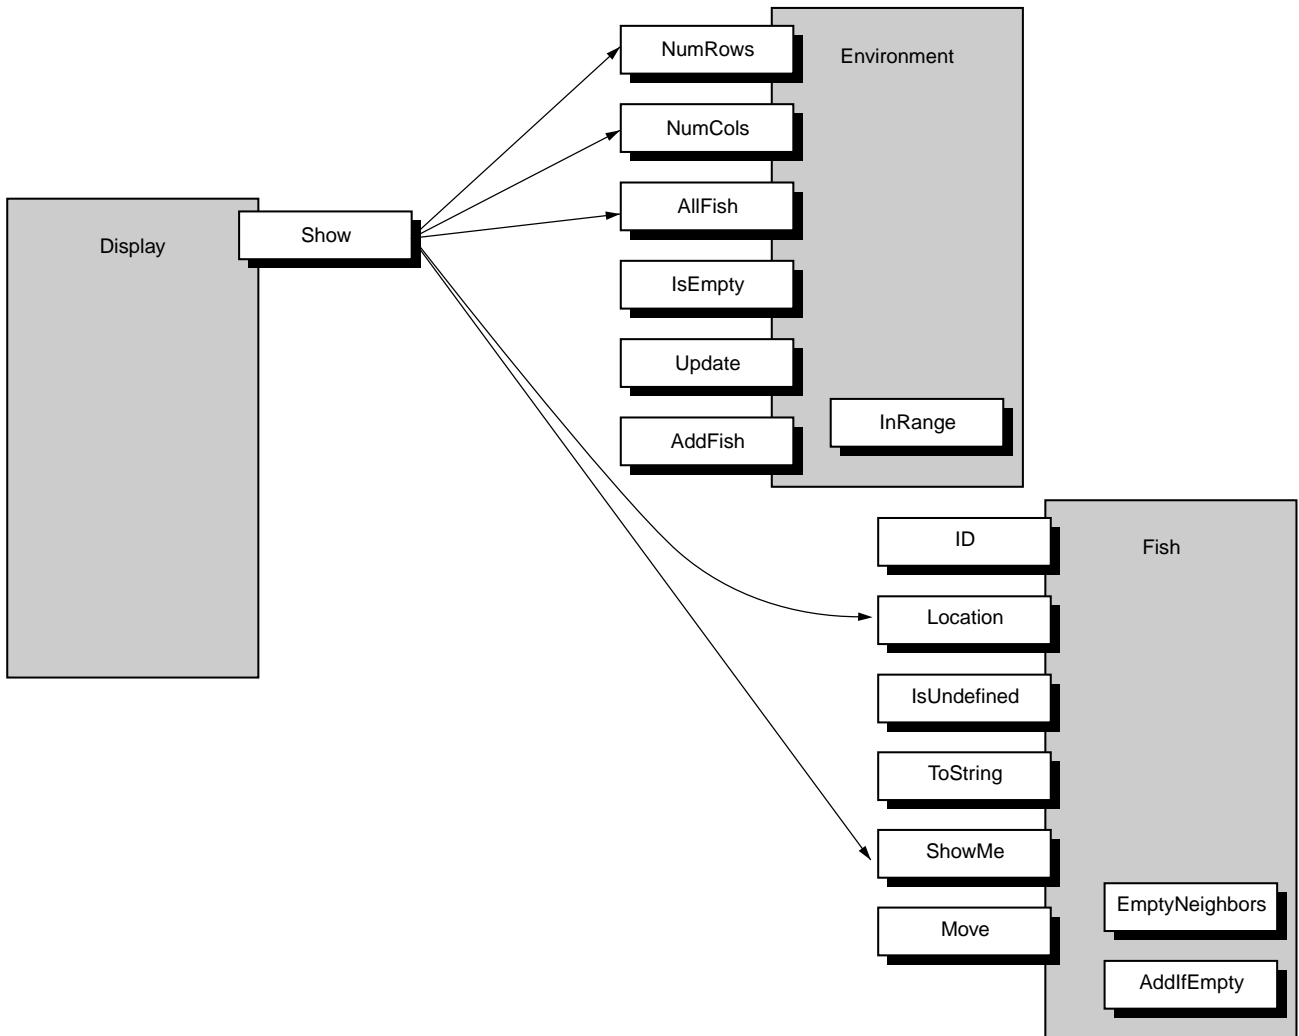 NumRows
Environment
NumCols
AllFish
Display
Show
IsEmpty
Update
InRange
AddFish
ID
Fish
Location
IsUndefined
ToString
ShowMe
EmptyNeighbors
Move
AddIfEmpty